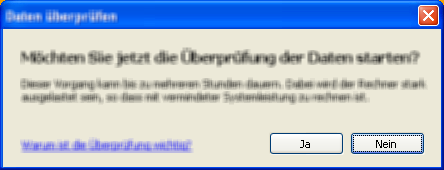 Daten überprüfen
Möchten Sie jetzt die Überprüfung der Daten starten?
Dieser Vorgang kann bis zu mehreren Stunden dauern. Dabei wird der Rechner stark
ausgelastet sein, so dass mit verminderter Systemleistung zu rechnen ist.
Warum ist die Überprüfung wichtig?
Ja
Nein